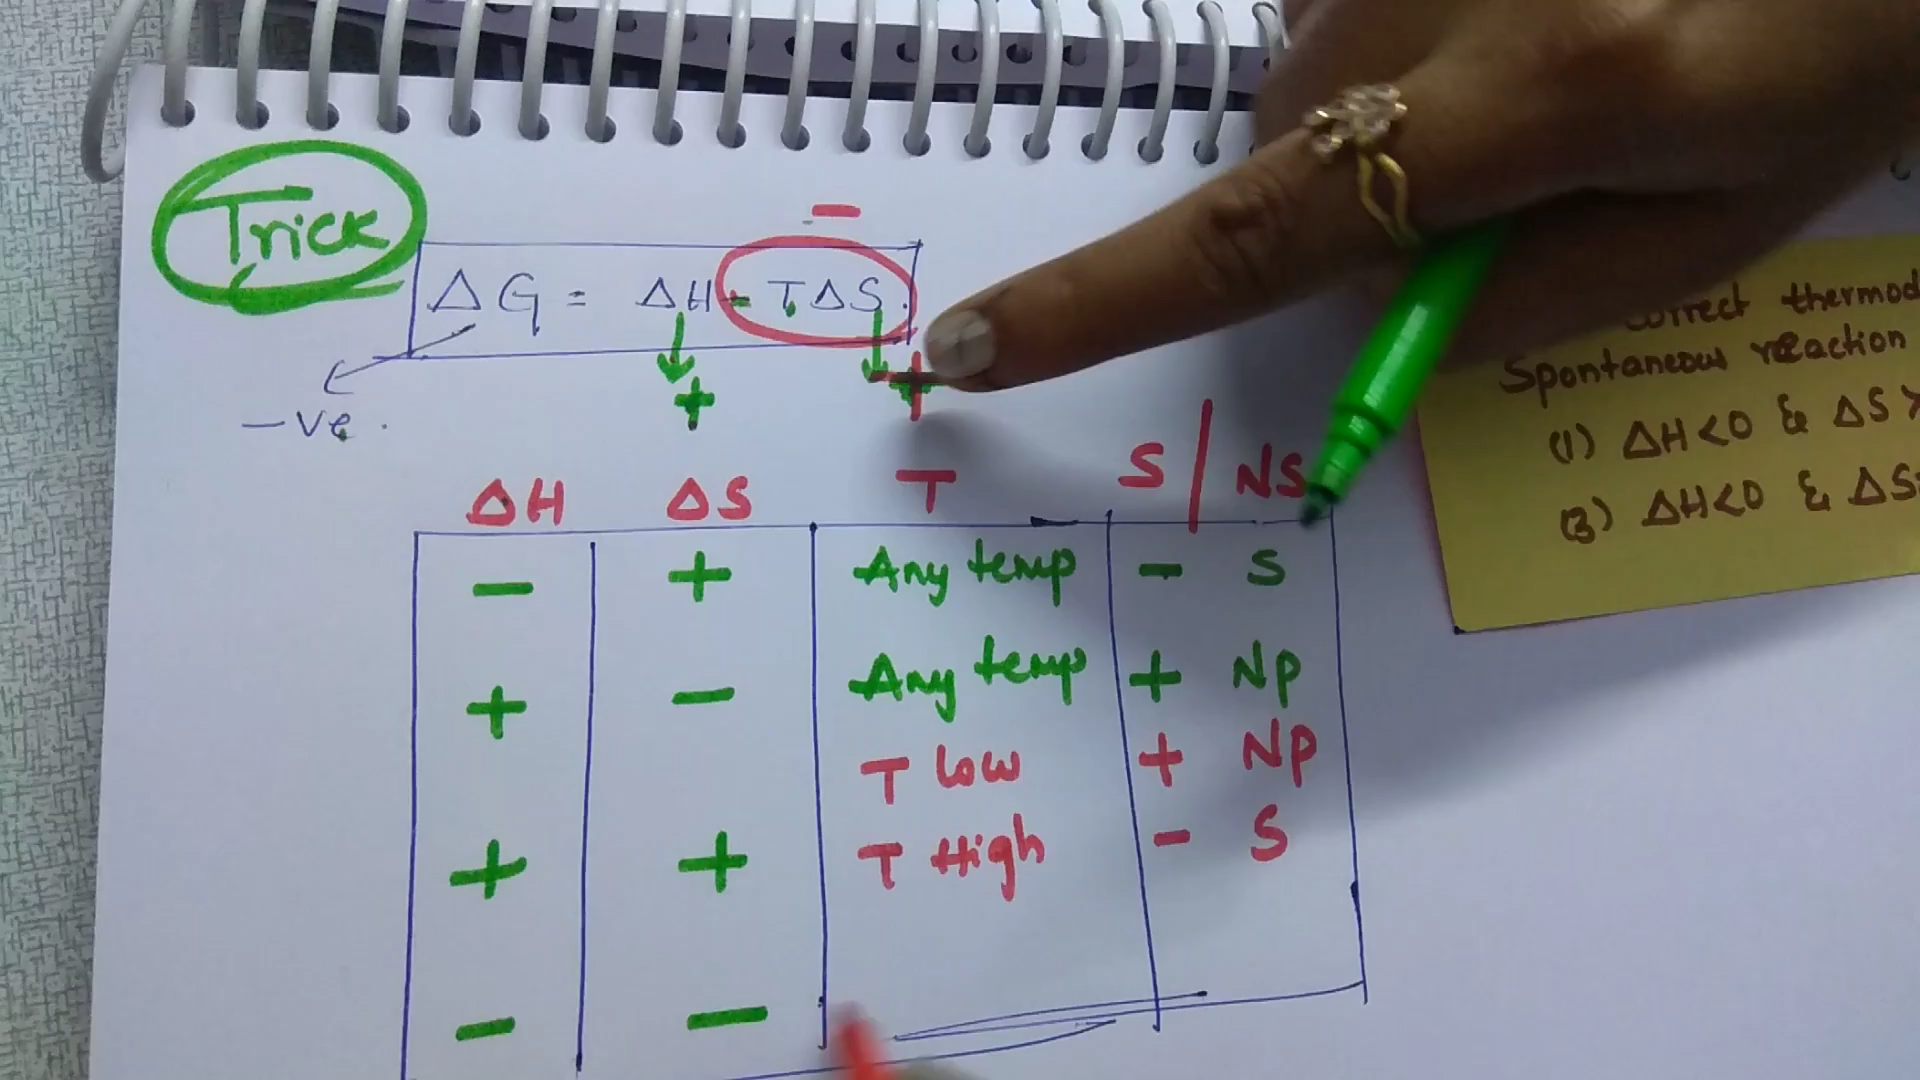 Trick
−
ΔG = ΔH - TΔS.
-ve.
+ +
ΔH ΔS T S/NS
− + Any temp − S
+ − Any temp + Np
T Low + Np
+ + T High − S
− −
correct
Spontaneous reaction
(1) ΔH<0 & ΔS
(3) ΔH<0 & ΔS